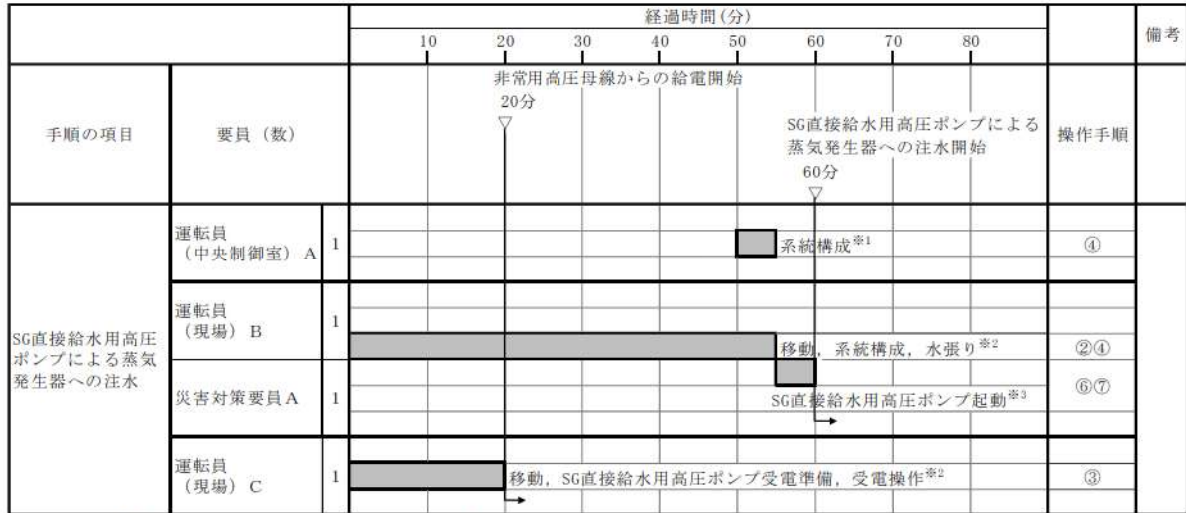 経過時間(分)
備考
10 20 30 40 50 60 70 80
手順の項目
要員（数）
非常用高圧母線からの給電開始
20分
▽
SG直接給水用高圧ポンプによる
蒸気発生器への注水開始
60分
▽
操作手順
SG直接給水用高圧
ポンプによる蒸気
発生器への注水
運転員
（中央制御室）A
1
系統構成※1
④
運転員
（現場）B
1
移動，系統構成，水張り※2
②④
災害対策要員A
1
SG直接給水用高圧ポンプ起動※3
⑥⑦
運転員
（現場）C
1
移動，SG直接給水用高圧ポンプ受電準備，受電操作※2
③